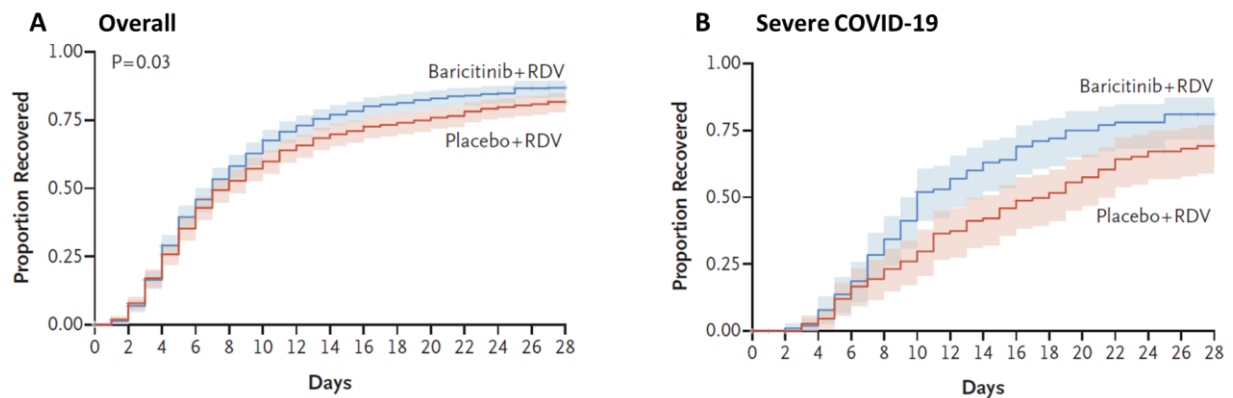 A Overall
1.00
P=0.03
Baricitinib+RDV
0.75
Placebo+RDV
0.50
0.25
0.00
Proportion Recovered
0 2 4 6 8 10 12 14 16 18 20 22 24 26 28
Days
B Severe COVID-19
1.00
Baricitinib+RDV
0.75
0.50
Placebo+RDV
0.25
0.00
Proportion Recovered
0 2 4 6 8 10 12 14 16 18 20 22 24 26 28
Days